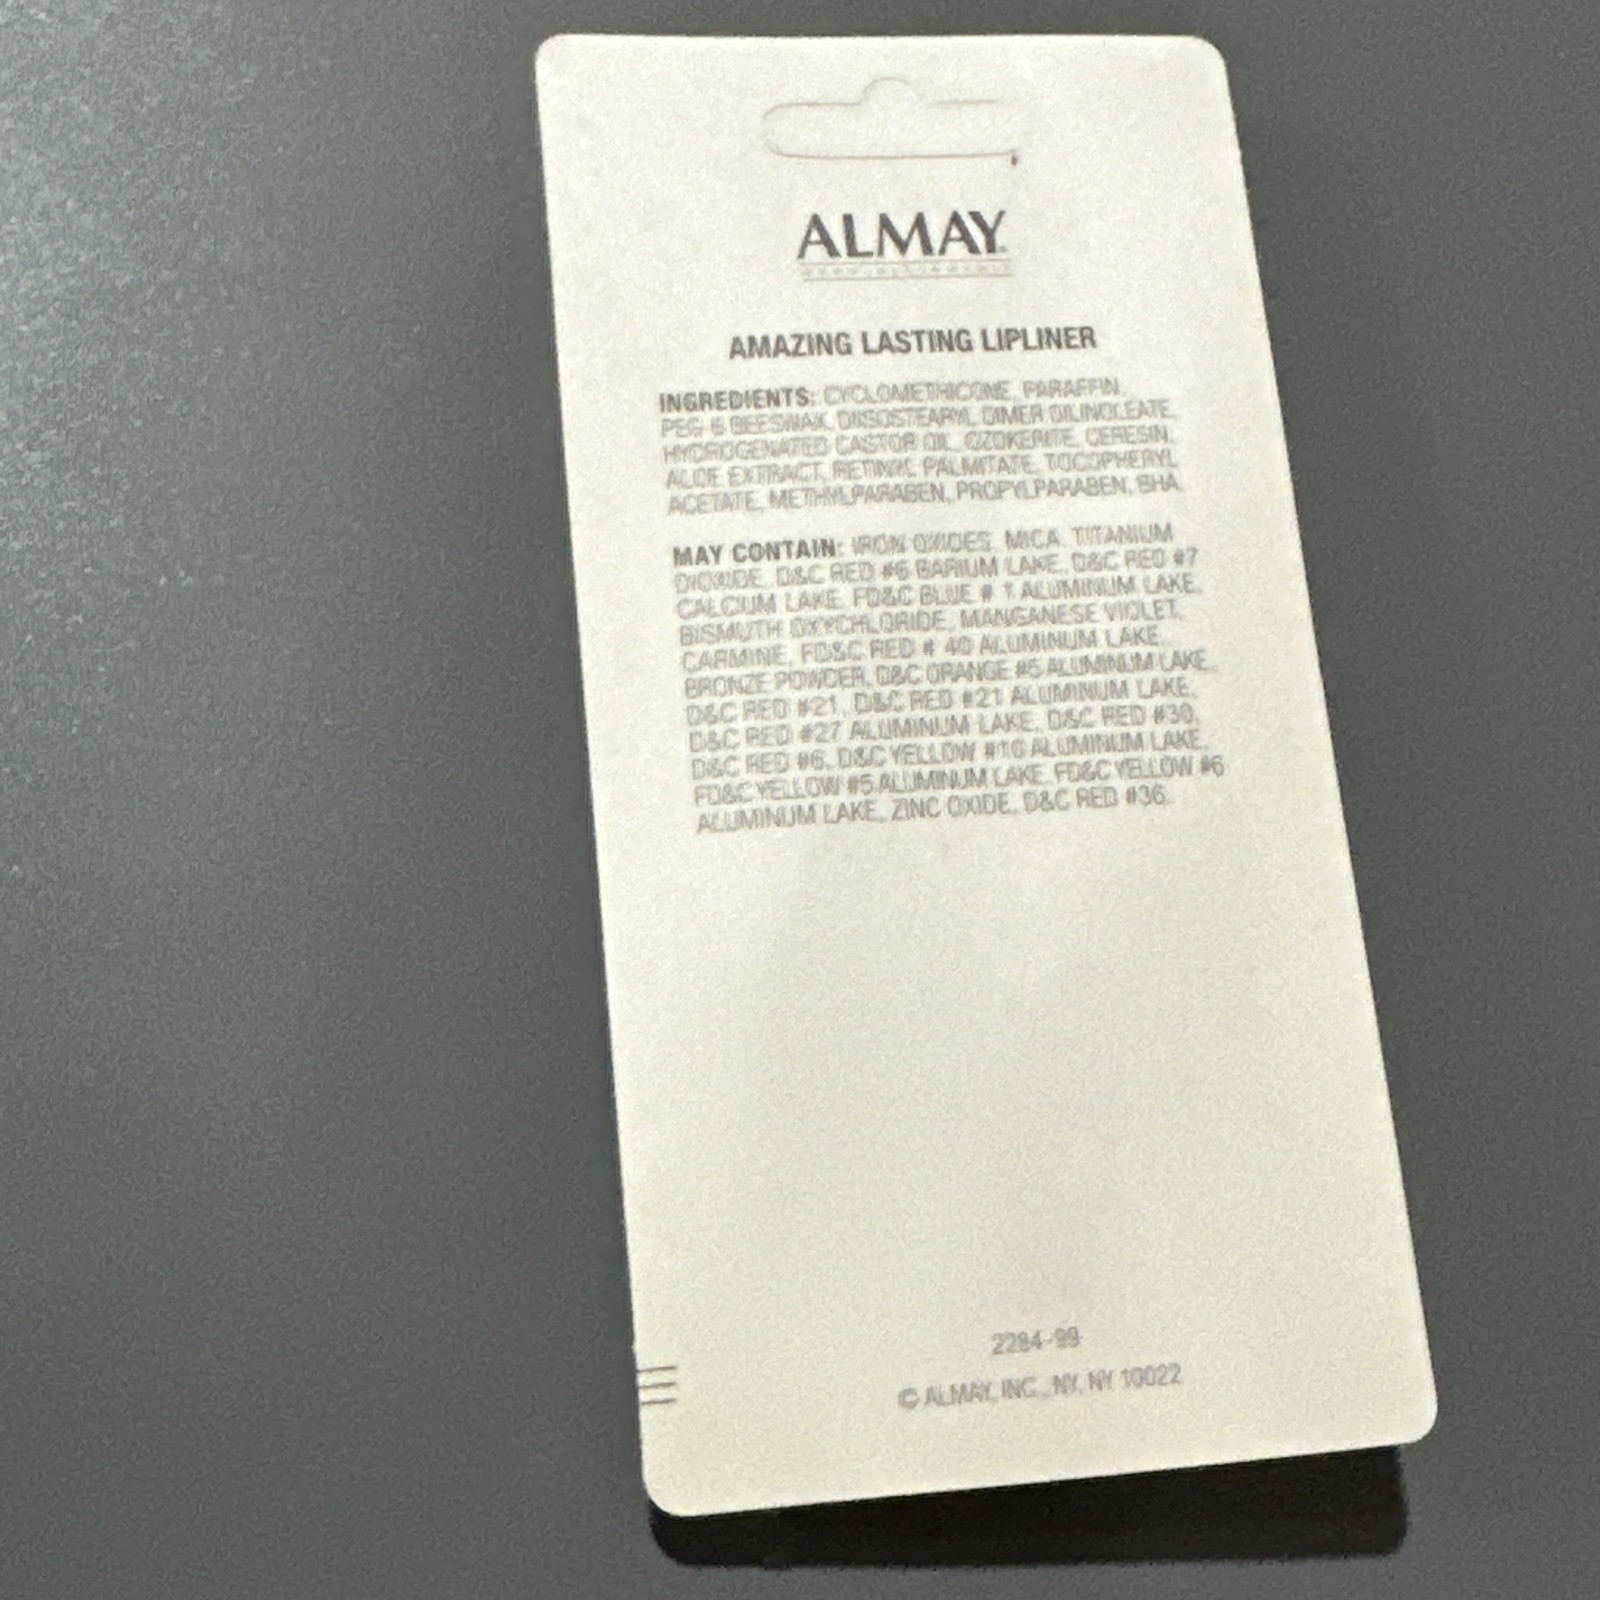 ALMAY
AMAZING LASTING LIPLINER
INGREDIENTS: CYCLOMETHICONE, PARAFFIN,
PEG-6 BEESWAX, DIISOSTEARYL DIMER DILINOLEATE,
HYDROGENATED CASTOR OIL, OZOKERITE, CERESIN,
ALOE EXTRACT, RETINYL PALMITATE, TOCOPHERYL
ACETATE, METHYLPARABEN, PROPYLPARABEN, BHA.
MAY CONTAIN: IRON OXIDES, MICA, TITANIUM
DIOXIDE, D&C RED #6 BARIUM LAKE, D&C RED #7
CALCIUM LAKE, FD&C BLUE # 1 ALUMINUM LAKE,
BISMUTH OXYCHLORIDE, MANGANESE VIOLET,
CARMINE, FD&C RED # 40 ALUMINUM LAKE,
BRONZE POWDER, D&C ORANGE #5 ALUMINUM LAKE,
D&C RED #21, D&C RED #21 ALUMINUM LAKE,
D&C RED #27 ALUMINUM LAKE, D&C RED #30,
D&C RED #6, D&C YELLOW #10 ALUMINUM LAKE,
FD&C YELLOW #5 ALUMINUM LAKE, FD&C YELLOW #6
ALUMINUM LAKE, ZINC OXIDE, D&C RED #36.
2284-99
© ALMAY, INC., NY, NY 10022